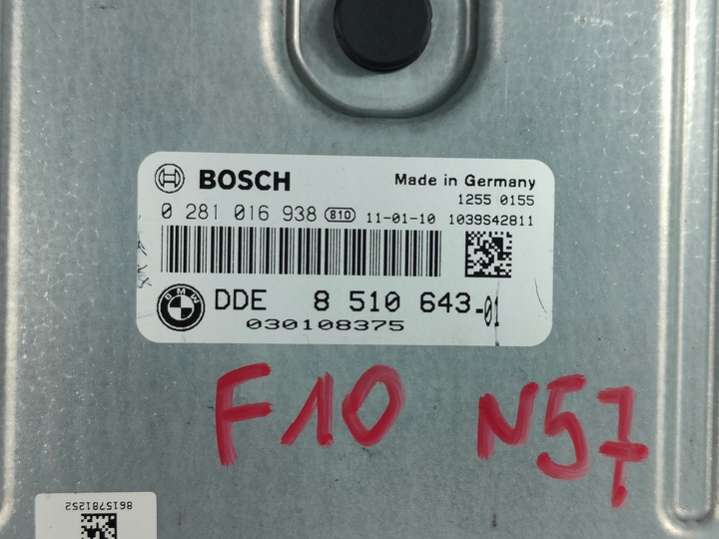 BOSCH Made in Germany
1255 0155
0 281 016 938 810 11-01-10 1039S42811
BMW DDE 8 510 643-01
030108375
F10 N57
8615781252